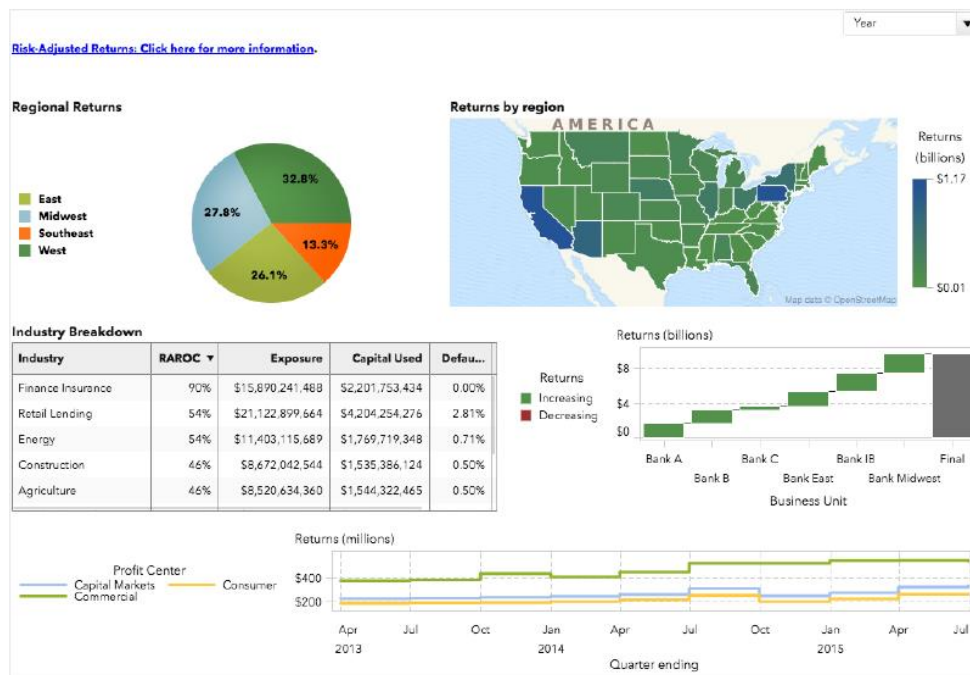 Year
Risk-Adjusted Returns: Click here for more information.
Regional Returns
East
Midwest
Southeast
West
32.8%
27.8%
13.3%
26.1%
Returns by region
AMERICA
Map data © OpenStreetMap
Returns
(billions)
$1.17
$0.01
Industry Breakdown
Industry RAROC ▼ Exposure Capital Used Defau...
Finance Insurance 90% $15,890,241,488 $2,201,753,434 0.00%
Retail Lending 54% $21,122,899,664 $4,204,254,276 2.81%
Energy 54% $11,403,115,689 $1,769,719,348 0.71%
Construction 46% $8,672,042,544 $1,535,386,124 0.50%
Agriculture 46% $8,520,634,360 $1,544,322,465 0.50%
Returns
Increasing
Decreasing
Returns (billions)
$8
$4
$0
Bank A Bank C Bank IB Final
Bank B Bank East Bank Midwest
Business Unit
Profit Center
Capital Markets Consumer
Commercial
Returns (millions)
$400
$200
Apr Jul Oct Jan Apr Jul Oct Jan Apr Jul
2013 2014 2015
Quarter ending